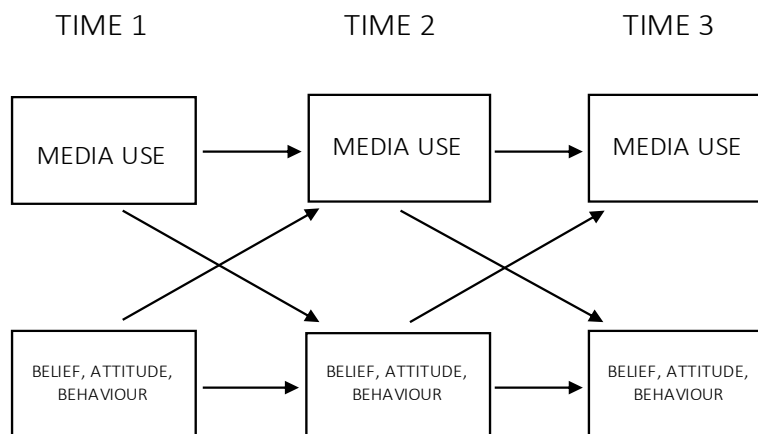 TIME 1
TIME 2
TIME 3
MEDIA USE
MEDIA USE
MEDIA USE
BELIEF, ATTITUDE,
BEHAVIOUR
BELIEF, ATTITUDE,
BEHAVIOUR
BELIEF, ATTITUDE,
BEHAVIOUR